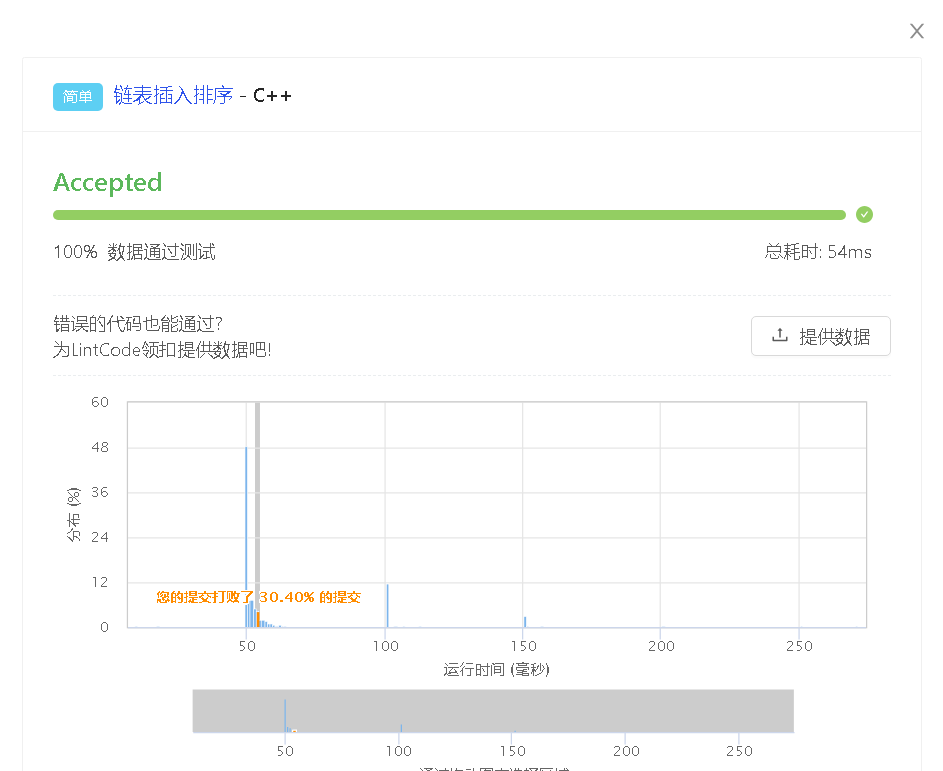 X
简单 链表插入排序 - C++
Accepted
100% 数据通过测试 总耗时: 54ms
错误的代码也能通过?
为LintCode领扣提供数据吧!
提供数据
60
48
36
24
12
0
分布 (%)
您的提交打败了 30.40% 的提交
50 100 150 200 250
运行时间 (毫秒)
50 100 150 200 250